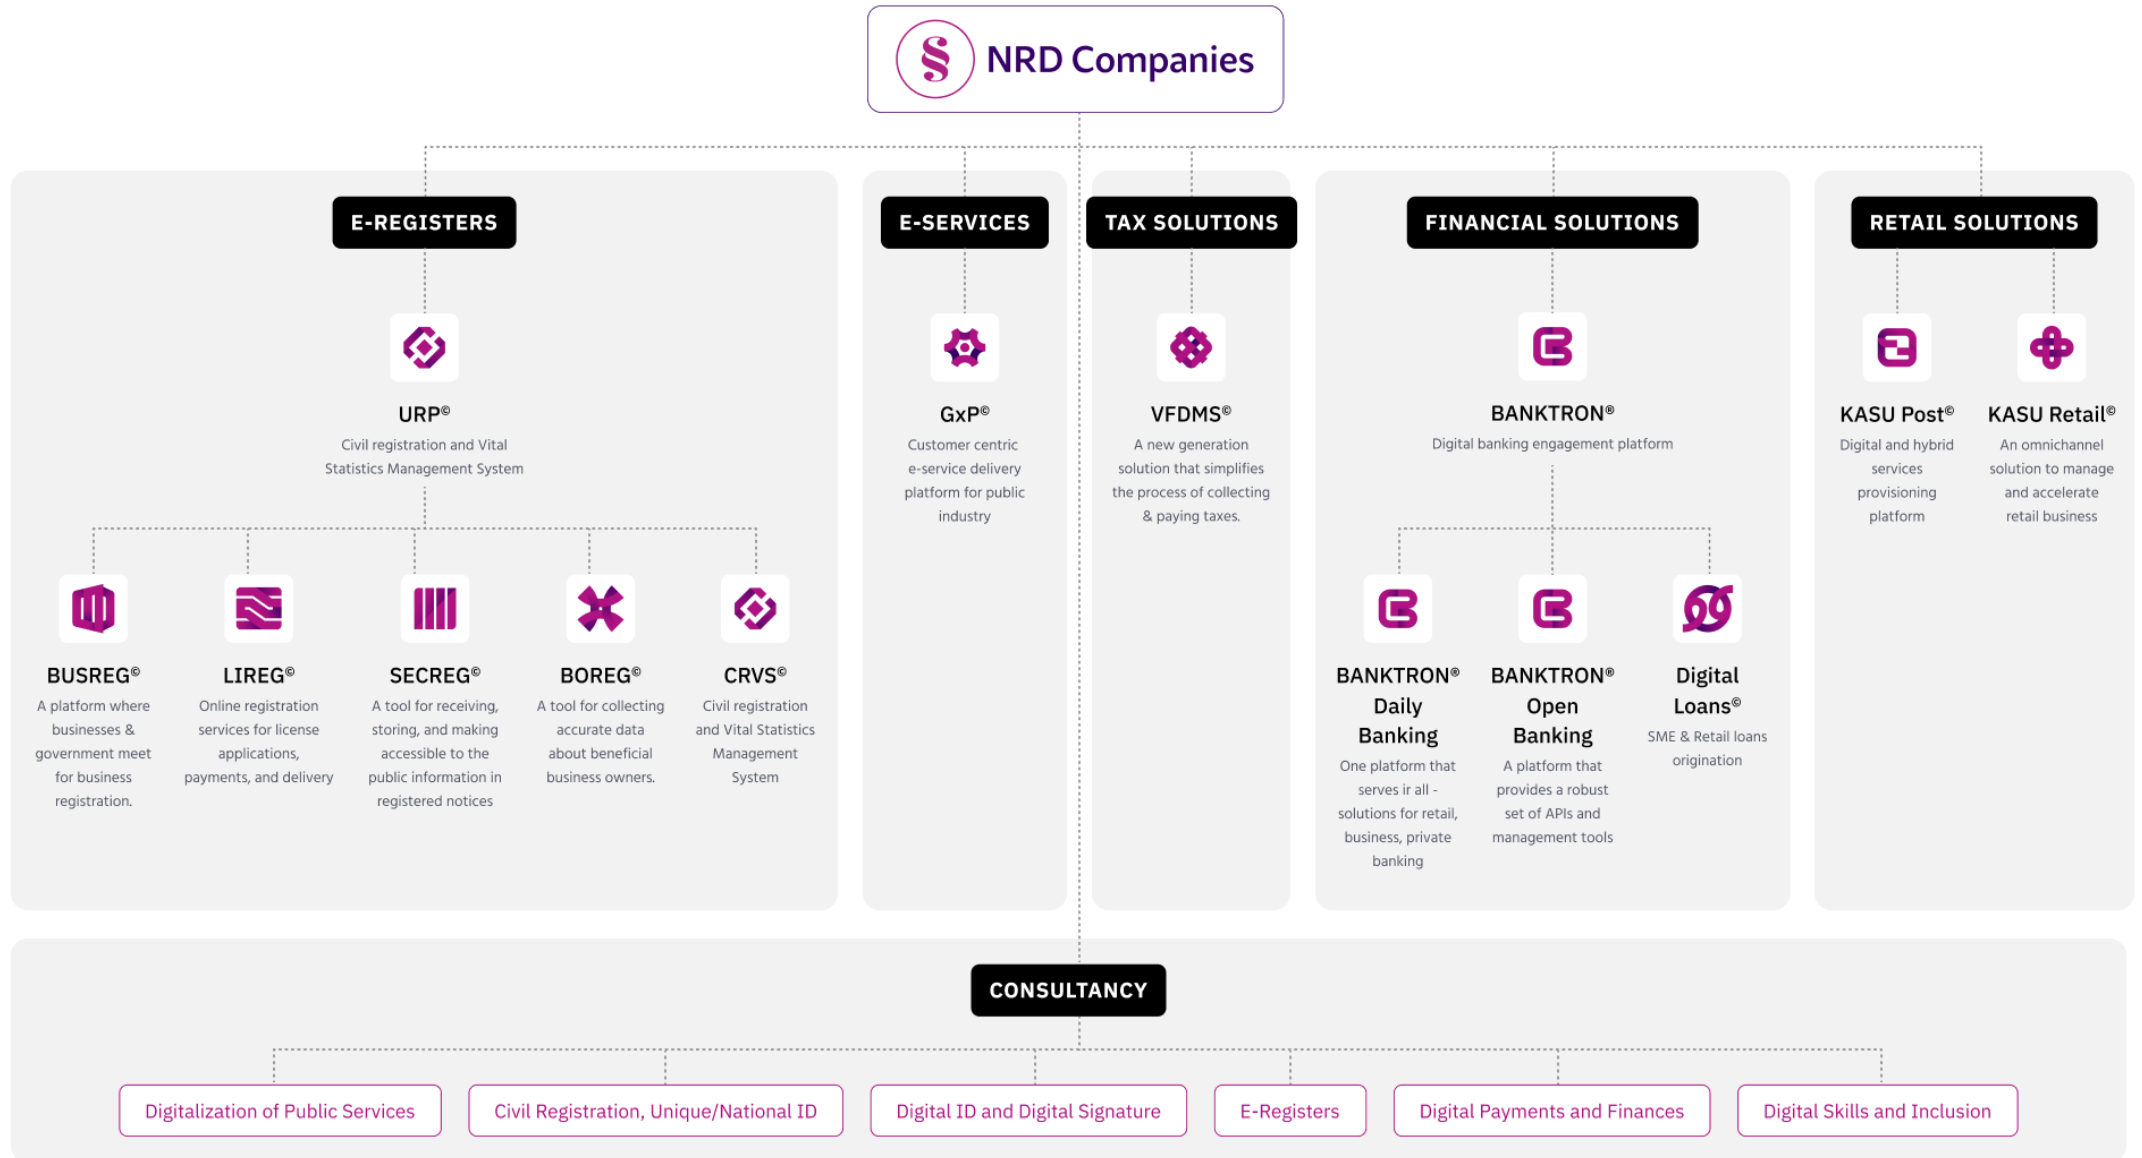 NRD Companies
E-REGISTERS
E-SERVICES
TAX SOLUTIONS
FINANCIAL SOLUTIONS
RETAIL SOLUTIONS
URP©
Civil registration and Vital
Statistics Management System
GxP©
Customer centric
e-service delivery
platform for public
industry
VFDMS©
A new generation
solution that simplifies
the process of collecting
& paying taxes.
BANKTRON®
Digital banking engagement platform
KASU Post©
Digital and hybrid
services
provisioning
platform
KASU Retail©
An omnichannel
solution to manage
and accelerate
retail business
BUSREG©
A platform where
businesses &
government meet
for business
registration.
LIREG©
Online registration
services for license
applications,
payments, and delivery
SECREG©
A tool for receiving,
storing, and making
accessible to the
public information in
registered notices
BOREG©
A tool for collecting
accurate data
about beneficial
business owners.
CRVS©
Civil registration
and Vital Statistics
Management
System
BANKTRON®
Daily
Banking
One platform that
serves ir all -
solutions for retail,
business, private
banking
BANKTRON®
Open
Banking
A platform that
provides a robust
set of APIs and
management tools
Digital
Loans©
SME & Retail loans
origination
CONSULTANCY
Digitalization of Public Services
Civil Registration, Unique/National ID
Digital ID and Digital Signature
E-Registers
Digital Payments and Finances
Digital Skills and Inclusion